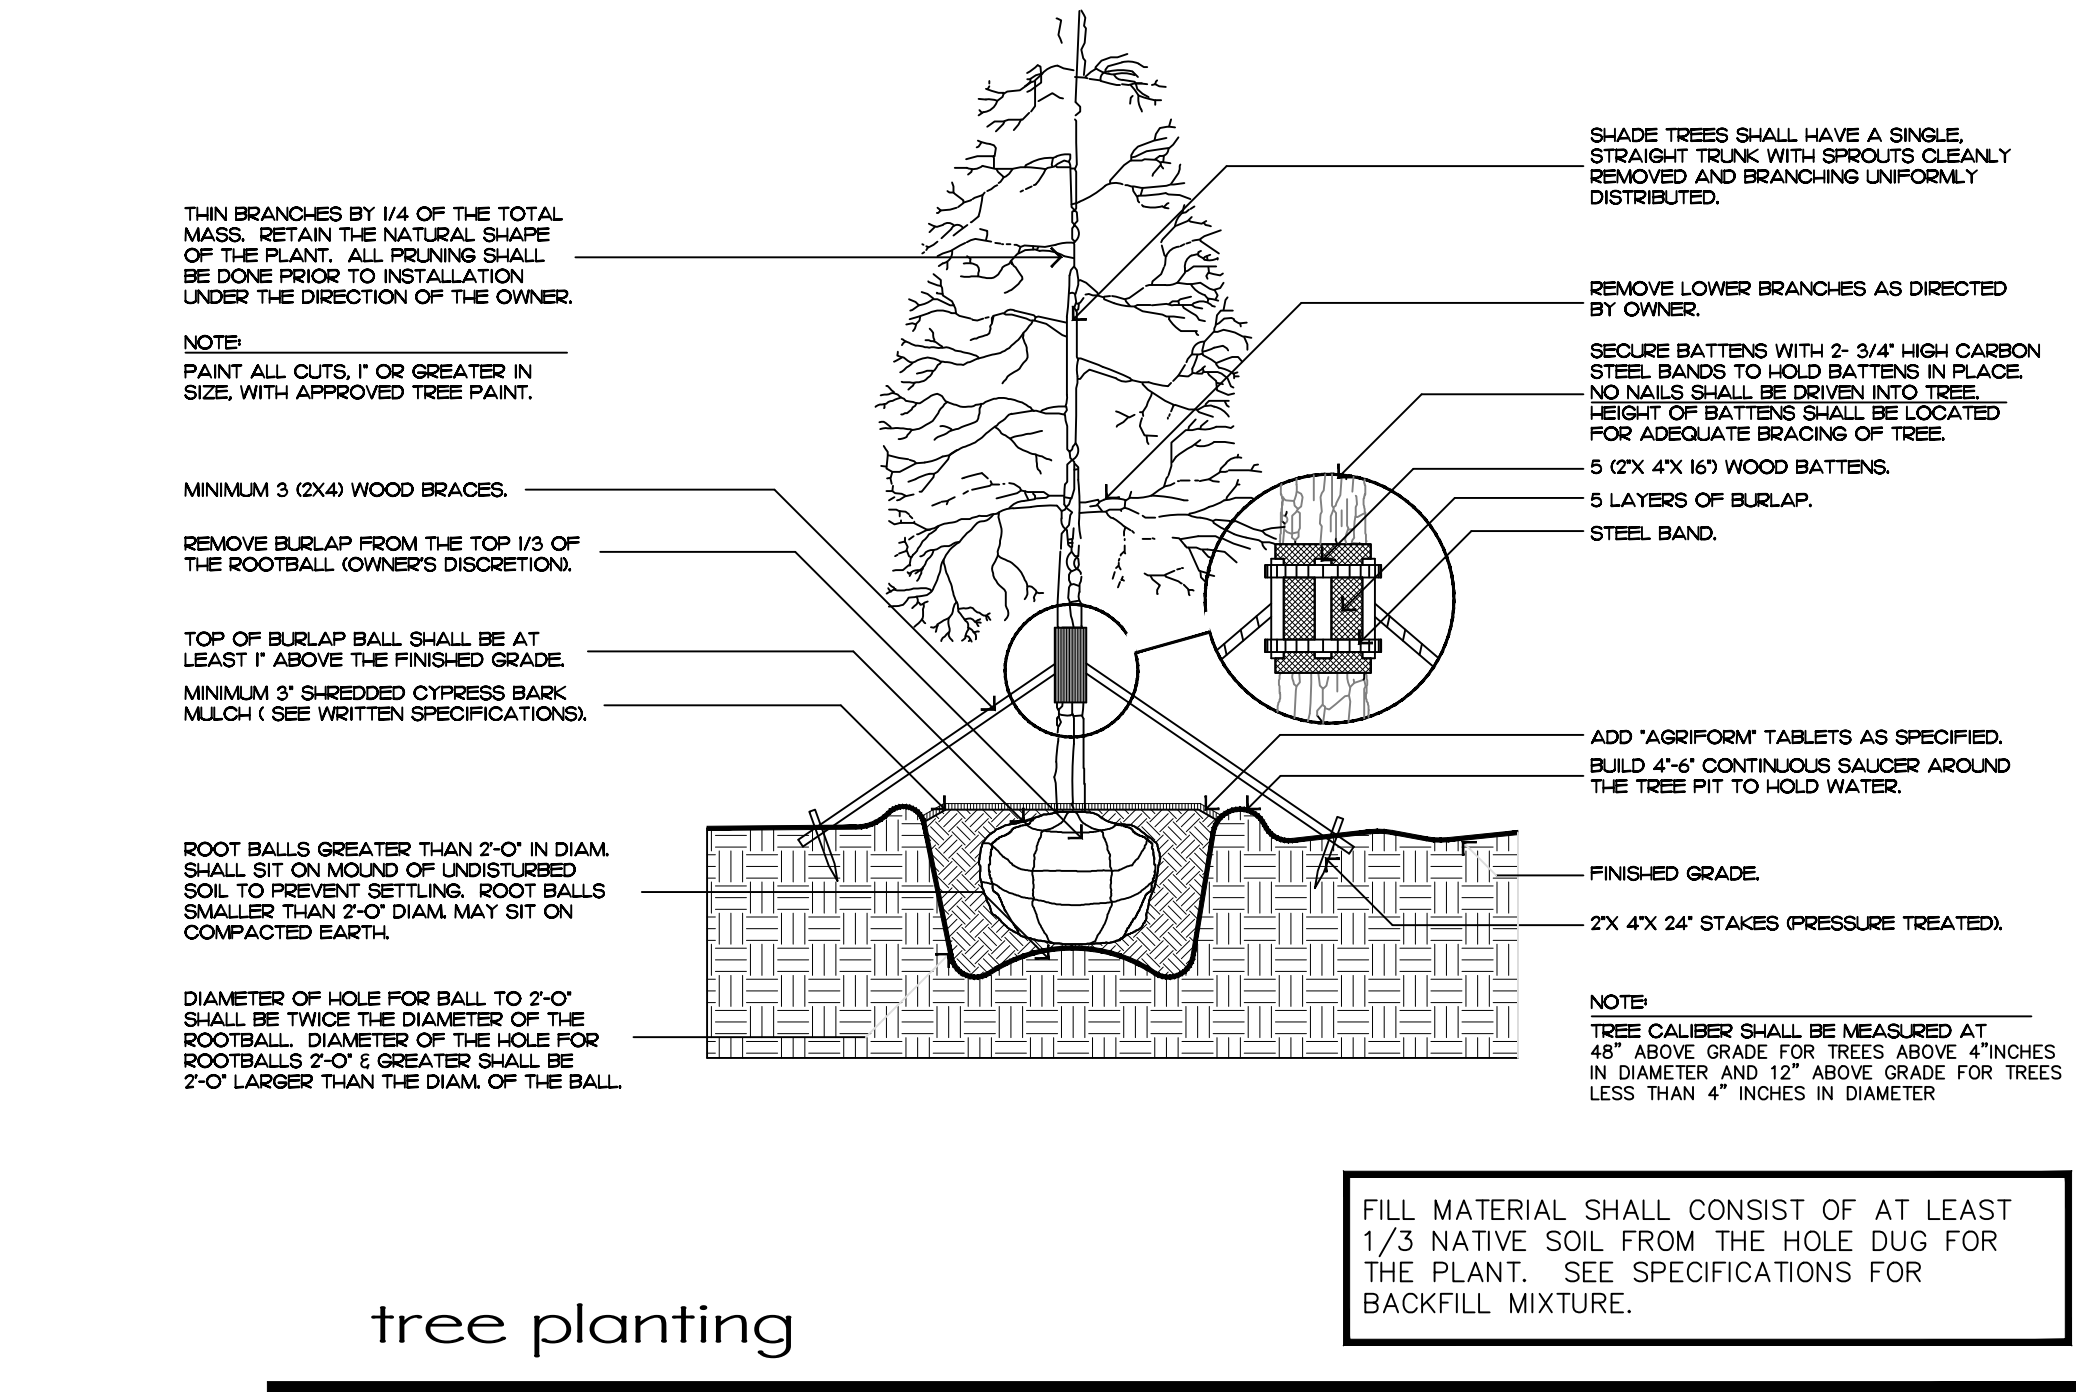 THIN BRANCHES BY 1/4 OF THE TOTAL
MASS. RETAIN THE NATURAL SHAPE
OF THE PLANT. ALL PRUNING SHALL
BE DONE PRIOR TO INSTALLATION
UNDER THE DIRECTION OF THE OWNER.
NOTE:
PAINT ALL CUTS, 1" OR GREATER IN
SIZE, WITH APPROVED TREE PAINT.
MINIMUM 3 (2X4) WOOD BRACES.
REMOVE BURLAP FROM THE TOP 1/3 OF
THE ROOTBALL (OWNER'S DISCRETION).
TOP OF BURLAP BALL SHALL BE AT
LEAST 1" ABOVE THE FINISHED GRADE.
MINIMUM 3" SHREDDED CYPRESS BARK
MULCH ( SEE WRITTEN SPECIFICATIONS).
ROOT BALLS GREATER THAN 2'-0" IN DIAM.
SHALL SIT ON MOUND OF UNDISTURBED
SOIL TO PREVENT SETTLING. ROOT BALLS
SMALLER THAN 2'-0" DIAM. MAY SIT ON
COMPACTED EARTH.
DIAMETER OF HOLE FOR BALL TO 2'-0"
SHALL BE TWICE THE DIAMETER OF THE
ROOTBALL. DIAMETER OF THE HOLE FOR
ROOTBALLS 2'-0" & GREATER SHALL BE
2'-0" LARGER THAN THE DIAM. OF THE BALL.
SHADE TREES SHALL HAVE A SINGLE,
STRAIGHT TRUNK WITH SPROUTS CLEANLY
REMOVED AND BRANCHING UNIFORMLY
DISTRIBUTED.
REMOVE LOWER BRANCHES AS DIRECTED
BY OWNER.
SECURE BATTENS WITH 2- 3/4" HIGH CARBON
STEEL BANDS TO HOLD BATTENS IN PLACE.
NO NAILS SHALL BE DRIVEN INTO TREE.
HEIGHT OF BATTENS SHALL BE LOCATED
FOR ADEQUATE BRACING OF TREE.
5 (2"X 4"X 16") WOOD BATTENS.
5 LAYERS OF BURLAP.
STEEL BAND.
ADD "AGRIFORM" TABLETS AS SPECIFIED.
BUILD 4"-6" CONTINUOUS SAUCER AROUND
THE TREE PIT TO HOLD WATER.
FINISHED GRADE.
2"X 4"X 24" STAKES (PRESSURE TREATED).
NOTE:
TREE CALIBER SHALL BE MEASURED AT
48" ABOVE GRADE FOR TREES ABOVE 4"INCHES
IN DIAMETER AND 12" ABOVE GRADE FOR TREES
LESS THAN 4" INCHES IN DIAMETER
FILL MATERIAL SHALL CONSIST OF AT LEAST
1/3 NATIVE SOIL FROM THE HOLE DUG FOR
THE PLANT. SEE SPECIFICATIONS FOR
BACKFILL MIXTURE.
tree planting